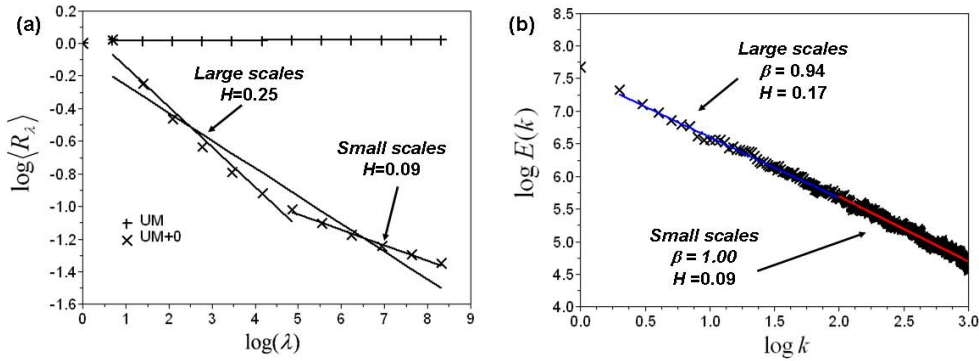 (a)
0.2
0.0
-0.2
-0.4
-0.6
-0.8
-1.0
-1.2
-1.4
-1.6
log⟨R_λ⟩
Large scales
H=0.25
Small scales
H=0.09
UM
UM+0
0 1 2 3 4 5 6 7 8 9
log(λ)
(b)
8.5
8.0
7.5
7.0
6.5
6.0
5.5
5.0
4.5
4.0
log E(k)
Large scales
β = 0.94
H = 0.17
Small scales
β = 1.00
H =0.09
0.0 0.5 1.0 1.5 2.0 2.5 3.0
log k